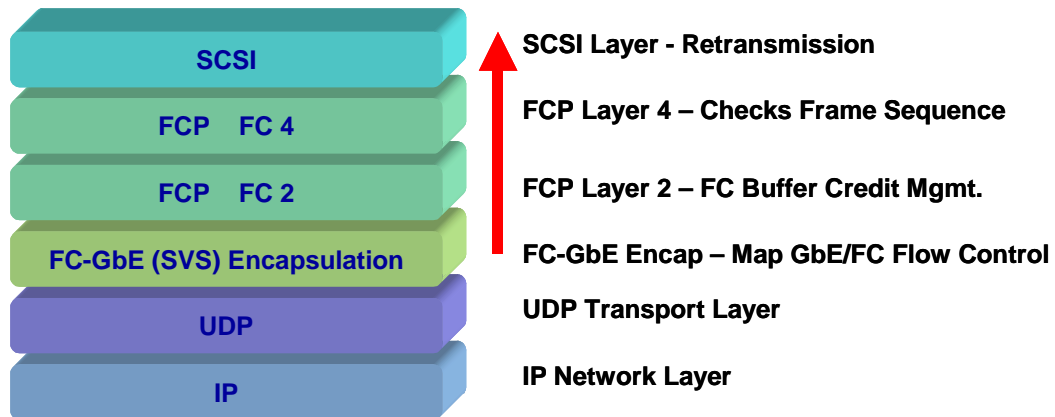 SCSI
SCSI Layer - Retransmission
FCP FC 4
FCP Layer 4 – Checks Frame Sequence
FCP FC 2
FCP Layer 2 – FC Buffer Credit Mgmt.
FC-GbE (SVS) Encapsulation
FC-GbE Encap – Map GbE/FC Flow Control
UDP
UDP Transport Layer
IP
IP Network Layer